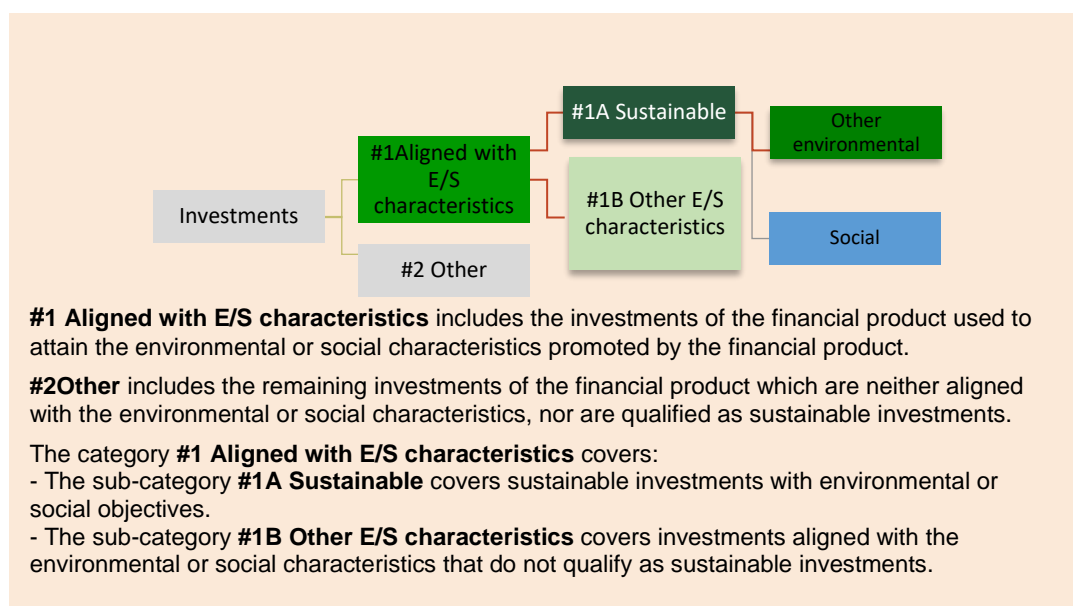 #1A Sustainable
Other
environmental
#1Aligned with
E/S
characteristics
#1B Other E/S
characteristics
Investments
Social
#2 Other
#1 Aligned with E/S characteristics includes the investments of the financial product used to
attain the environmental or social characteristics promoted by the financial product.
#2Other includes the remaining investments of the financial product which are neither aligned
with the environmental or social characteristics, nor are qualified as sustainable investments.
The category #1 Aligned with E/S characteristics covers:
- The sub-category #1A Sustainable covers sustainable investments with environmental or
social objectives.
- The sub-category #1B Other E/S characteristics covers investments aligned with the
environmental or social characteristics that do not qualify as sustainable investments.